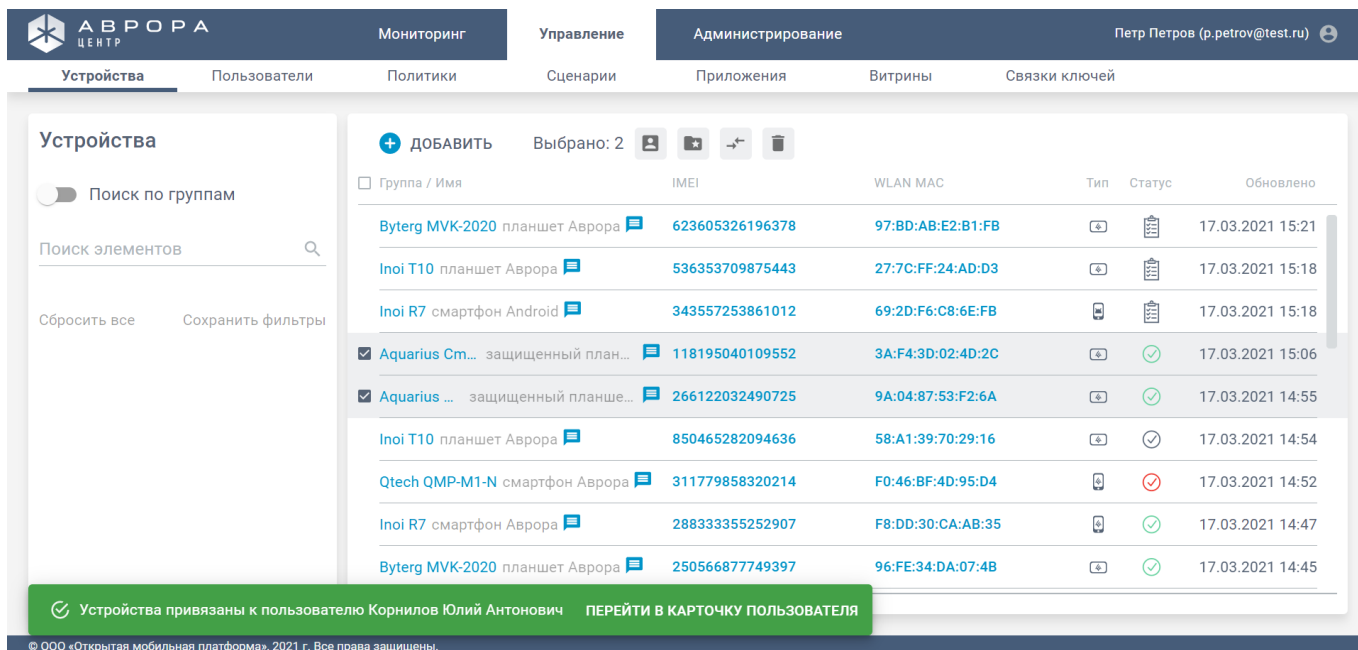 АВРОРА
ЦЕНТР
Мониторинг Управление Администрирование Петр Петров (p.petrov@test.ru)
Устройства Пользователи Политики Сценарии Приложения Витрины Связки ключей
Устройства
Поиск по группам
Поиск элементов
Сбросить все Сохранить фильтры
ДОБАВИТЬ Выбрано: 2
Группа / Имя IMEI WLAN MAC Тип Статус Обновлено
Byterg MVK-2020 планшет Аврора 623605326196378 97:BD:AB:E2:B1:FB 17.03.2021 15:21
Inoi T10 планшет Аврора 536353709875443 27:7C:FF:24:AD:D3 17.03.2021 15:18
Inoi R7 смартфон Android 343557253861012 69:2D:F6:C8:6E:FB 17.03.2021 15:18
Aquarius Cm... защищенный план... 118195040109552 3A:F4:3D:02:4D:2C 17.03.2021 15:06
Aquarius ... защищенный планше... 266122032490725 9A:04:87:53:F2:6A 17.03.2021 14:55
Inoi T10 планшет Аврора 850465282094636 58:A1:39:70:29:16 17.03.2021 14:54
Qtech QMP-M1-N смартфон Аврора 311779858320214 F0:46:BF:4D:95:D4 17.03.2021 14:52
Inoi R7 смартфон Аврора 288333355252907 F8:DD:30:CA:AB:35 17.03.2021 14:47
Byterg MVK-2020 планшет Аврора 250566877749397 96:FE:34:DA:07:4B 17.03.2021 14:45
Устройства привязаны к пользователю Корнилов Юлий Антонович ПЕРЕЙТИ В КАРТОЧКУ ПОЛЬЗОВАТЕЛЯ
© ООО «Открытая мобильная платформа», 2021 г. Все права защищены.